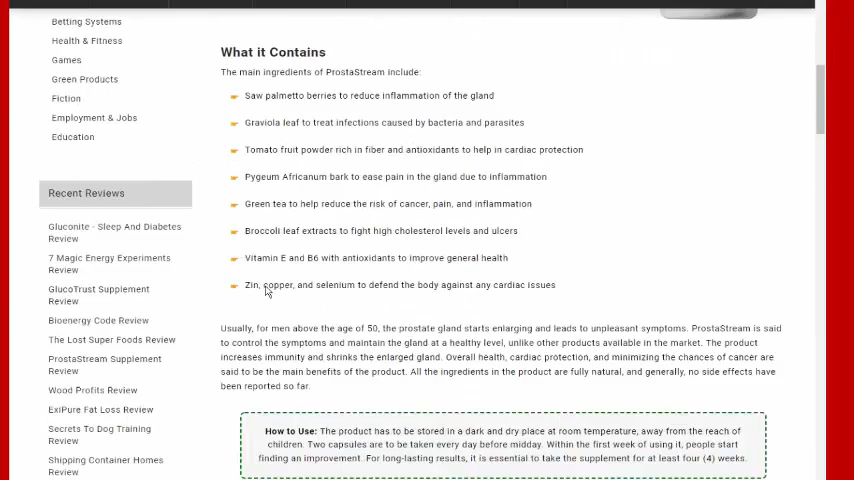 Betting Systems
Health & Fitness
Games
Green Products
Fiction
Employment & Jobs
Education
Recent Reviews
Gluconite - Sleep And Diabetes
Review
7 Magic Energy Experiments
Review
GlucoTrust Supplement
Review
Bioenergy Code Review
The Lost Super Foods Review
ProstaStream Supplement
Review
Wood Profits Review
ExiPure Fat Loss Review
Secrets To Dog Training
Review
Shipping Container Homes
Review
What it Contains
The main ingredients of ProstaStream include:
Saw palmetto berries to reduce inflammation of the gland
Graviola leaf to treat infections caused by bacteria and parasites
Tomato fruit powder rich in fiber and antioxidants to help in cardiac protection
Pygeum Africanum bark to ease pain in the gland due to inflammation
Green tea to help reduce the risk of cancer, pain, and inflammation
Broccoli leaf extracts to fight high cholesterol levels and ulcers
Vitamin E and B6 with antioxidants to improve general health
Zin, copper, and selenium to defend the body against any cardiac issues
Usually, for men above the age of 50, the prostate gland starts enlarging and leads to unpleasant symptoms. ProstaStream is said
to control the symptoms and maintain the gland at a healthy level, unlike other products available in the market. The product
increases immunity and shrinks the enlarged gland. Overall health, cardiac protection, and minimizing the chances of cancer are
said to be the main benefits of the product. All the ingredients in the product are fully natural, and generally, no side effects have
been reported so far.
How to Use: The product has to be stored in a dark and dry place at room temperature, away from the reach of
children. Two capsules are to be taken every day before midday. Within the first week of using it, people start
finding an improvement. For long-lasting results, it is essential to take the supplement for at least four (4) weeks.